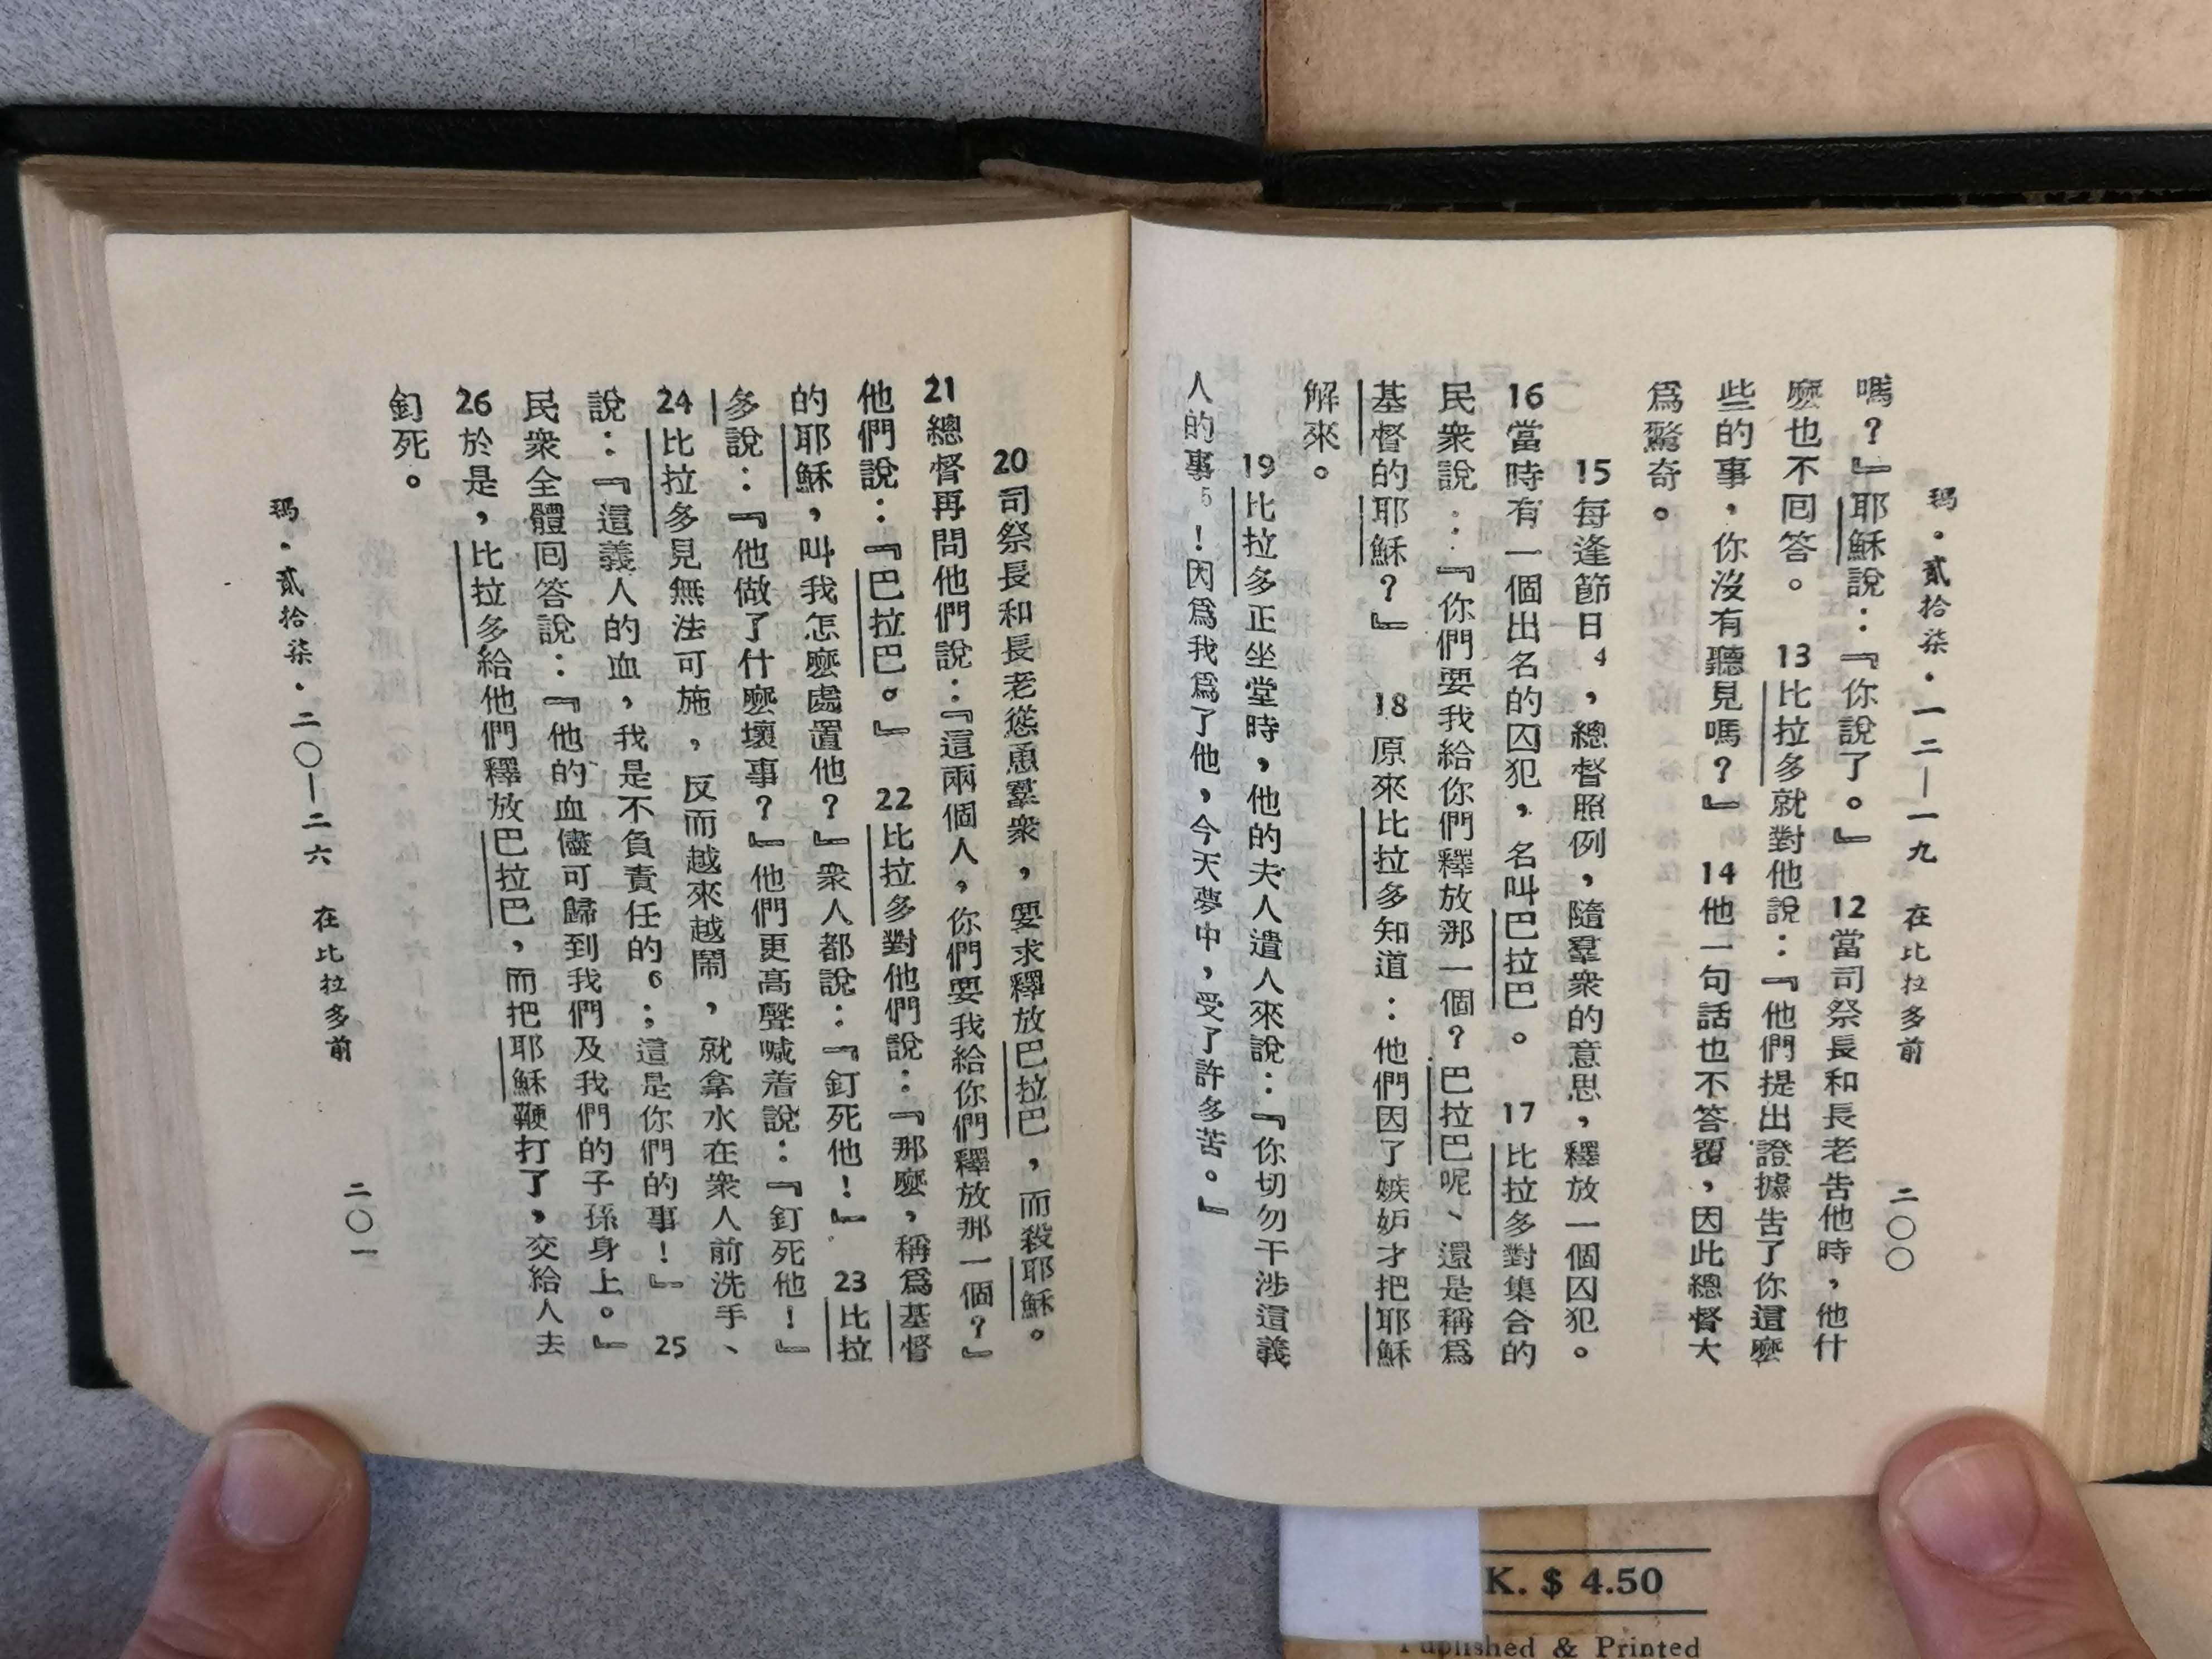 瑪．貳拾柒．一二—一九　在比拉多前　二〇〇
嗎？』耶穌說：『你說了。』　12當司祭長和長老告他時，他什
麼也不囘答。　13比拉多就對他說：『他們提出證據告了你這麼
些的事，你沒有聽見嗎？』　14他一句話也不答覆，因此總督大
爲驚奇。
15每逢節日4，總督照例，隨羣衆的意思，釋放一個囚犯。
16當時有一個出名的囚犯，名叫巴拉巴。　17比拉多對集合的
民衆說：『你們要我給你們釋放那一個？巴拉巴呢、還是稱爲
基督的耶穌？』　18原來比拉多知道：他們因了嫉妒才把耶穌
解來。
19比拉多正坐堂時，他的夫人遣人來說：『你切勿干涉這義
人的事5！因爲我爲了他，今天夢中，受了許多苦。』
20司祭長和長老慫恿羣衆，要求釋放巴拉巴，而殺耶穌。
21總督再問他們說：『這兩個人，你們要我給你們釋放那一個？』
他們說：『巴拉巴。』　22比拉多對他們說：『那麼，稱爲基督
的耶穌，叫我怎麼處置他？』衆人都說：『釘死他！』　23比拉
多說：『他做了什麼壞事？』他們更高聲喊着說：『釘死他！』
24比拉多見無法可施，反而越來越鬧，就拿水在衆人前洗手、
說：『這義人的血，我是不負責任的6；這是你們的事！』　25
民衆全體囘答說：『他的血儘可歸到我們及我們的子孫身上。』
26於是，比拉多給他們釋放巴拉巴，而把耶穌鞭打了，交給人去
釘死。
瑪．貳拾柒．二〇—二六　在比拉多前　二〇一
K. $ 4.50
Published & Printed